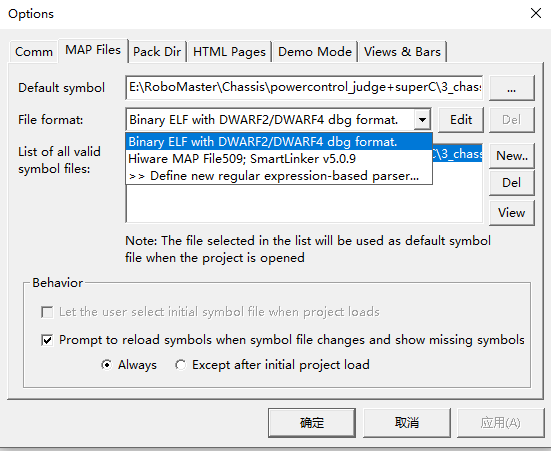 Options
Comm MAP Files Pack Dir HTML Pages Demo Mode Views & Bars
Default symbol E:\RoboMaster\Chassis\powercontrol_judge+superC\3_chass ...
File format: Binary ELF with DWARF2/DWARF4 dbg format. Edit Del
Binary ELF with DWARF2/DWARF4 dbg format.
Hiware MAP File509; SmartLinker v5.0.9
>> Define new regular expression-based parser...
List of all valid
symbol files:
C\3_chass
New..
Del
View
Note: The file selected in the list will be used as default symbol
file when the project is opened
Behavior
Let the user select initial symbol file when project loads
Prompt to reload symbols when symbol file changes and show missing symbols
Always Except after initial project load
确定 取消 应用(A)